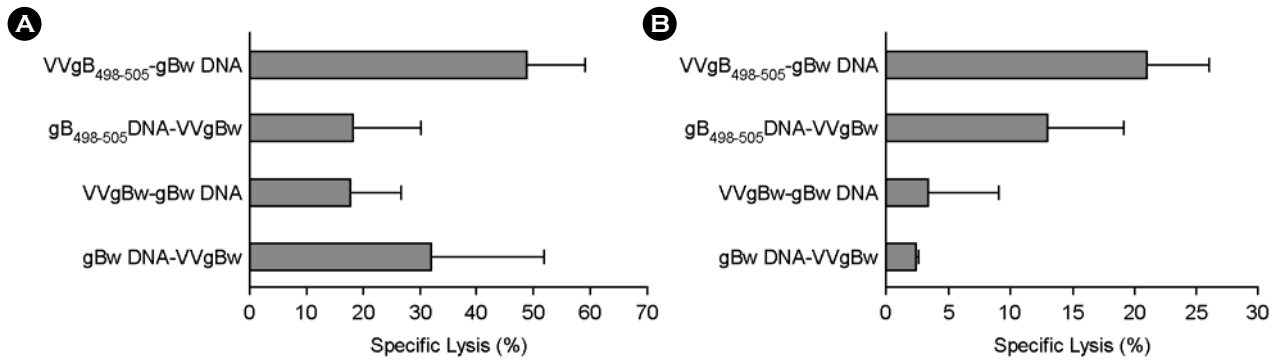 A
VVgB498-505-gBw DNA
gB498-505DNA-VVgBw
VVgBw-gBw DNA
gBw DNA-VVgBw
0 10 20 30 40 50 60 70
Specific Lysis (%)
B
VVgB498-505-gBw DNA
gB498-505DNA-VVgBw
VVgBw-gBw DNA
gBw DNA-VVgBw
0 5 10 15 20 25 30
Specific Lysis (%)